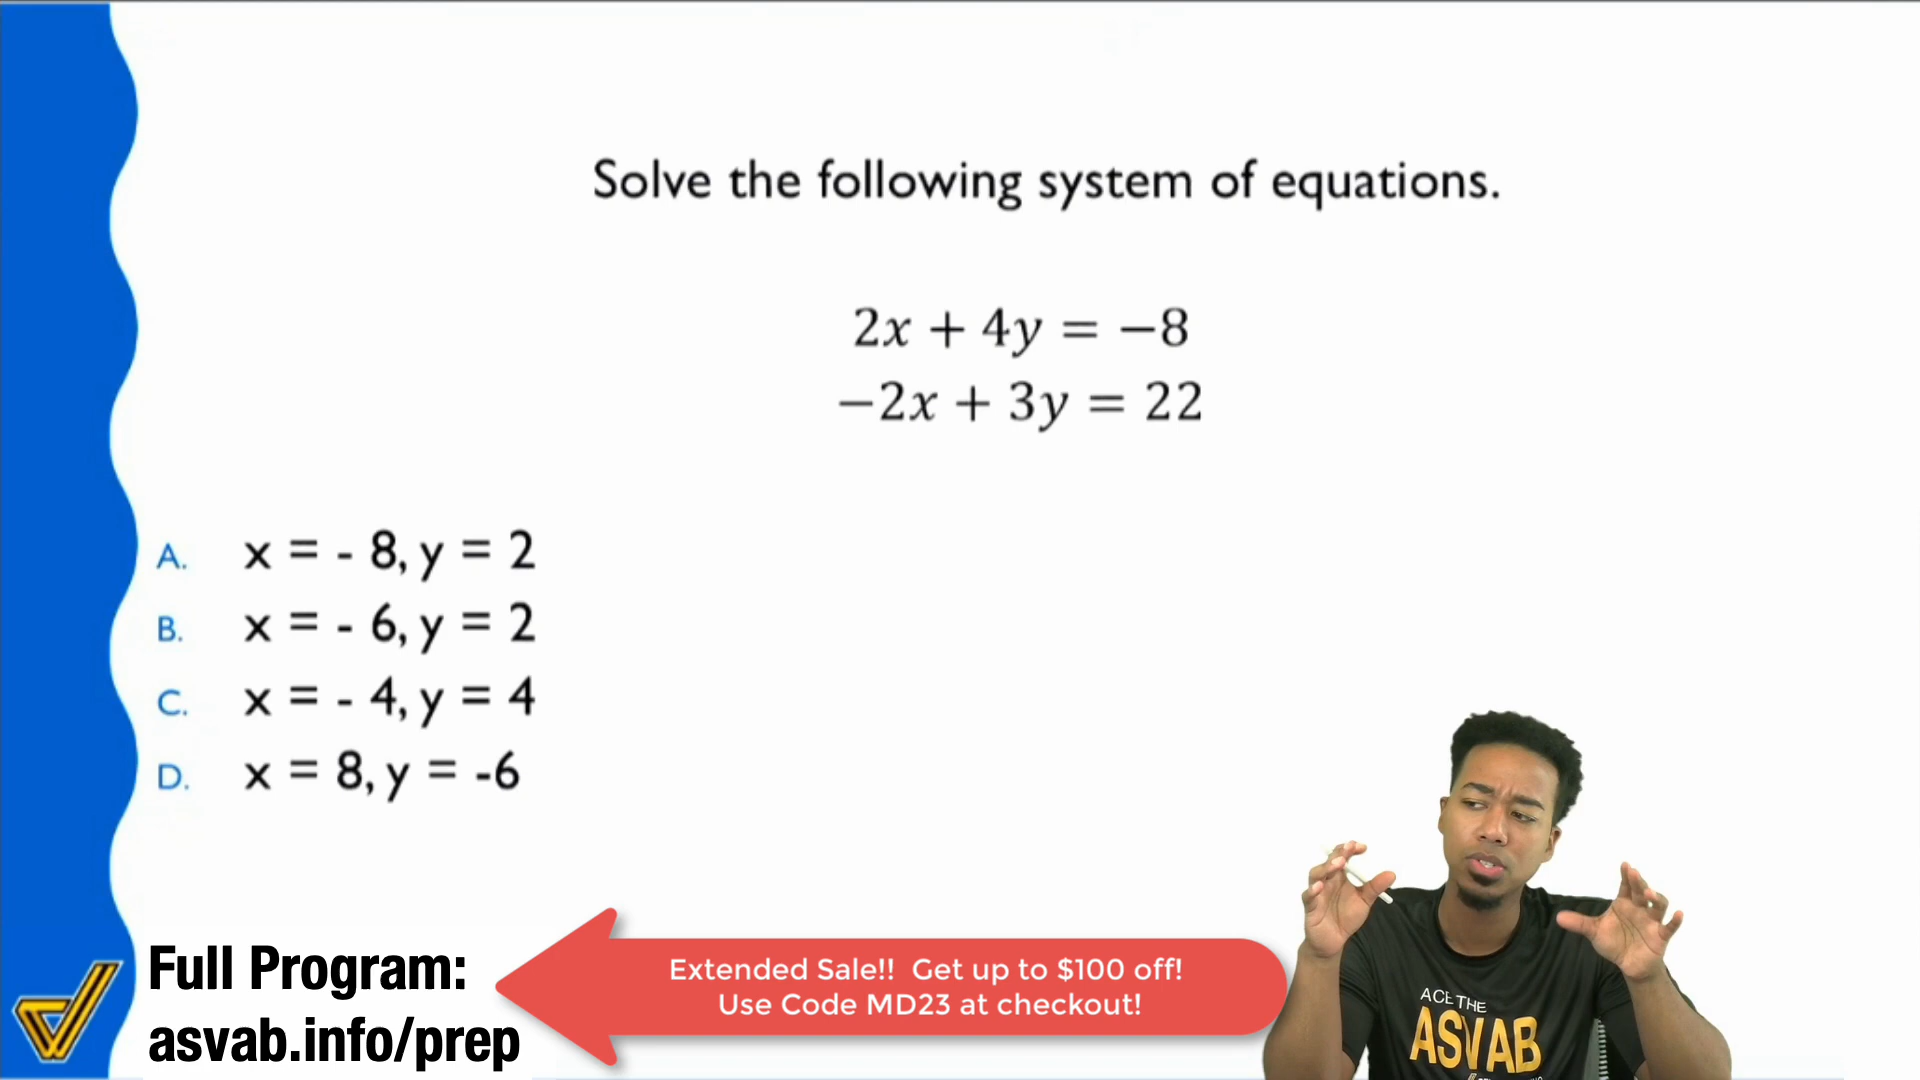 Solve the following system of equations.
2x + 4y = −8
−2x + 3y = 22
A. x = - 8, y = 2
B. x = - 6, y = 2
C. x = - 4, y = 4
D. x = 8, y = -6
Full Program:
asvab.info/prep
Extended Sale!! Get up to $100 off!
Use Code MD23 at checkout!
ACE THE
ASVAB